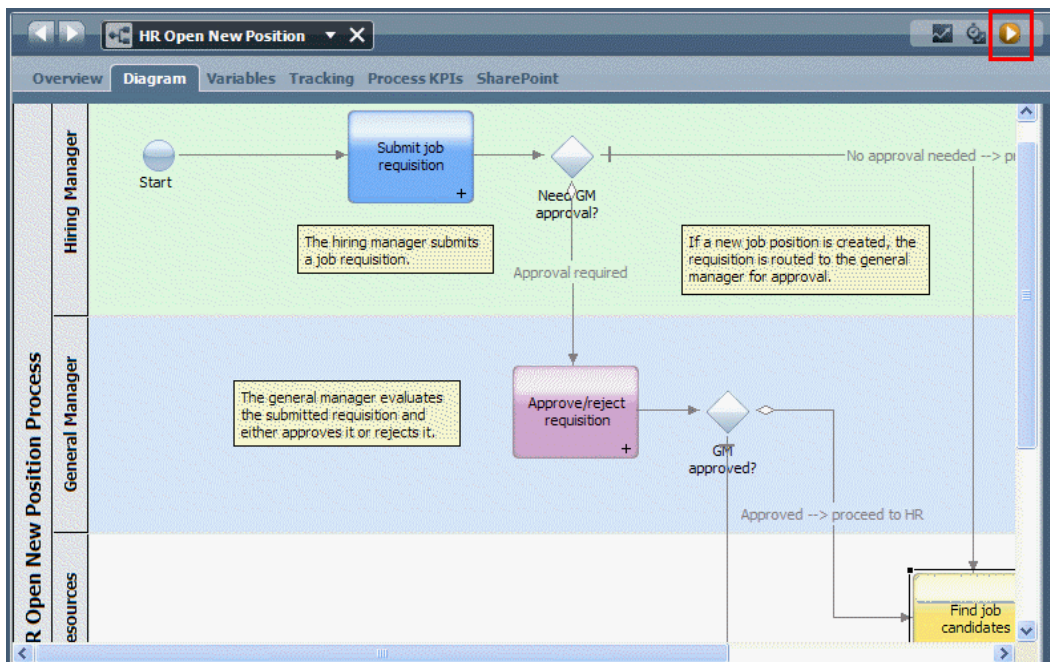 HR Open New Position
Overview
Diagram
Variables
Tracking
Process KPIs
SharePoint
R Open New Position Process
Hiring Manager
Start
Submit job
requisition
Need GM
approval?
No approval needed --> pr
The hiring manager submits
a job requisition.
Approval required
If a new job position is created, the
requisition is routed to the general
manager for approval.
General Manager
The general manager evaluates
the submitted requisition and
either approves it or rejects it.
Approve/reject
requisition
GM
approved?
Approved --> proceed to HR
esources
Find job
candidates